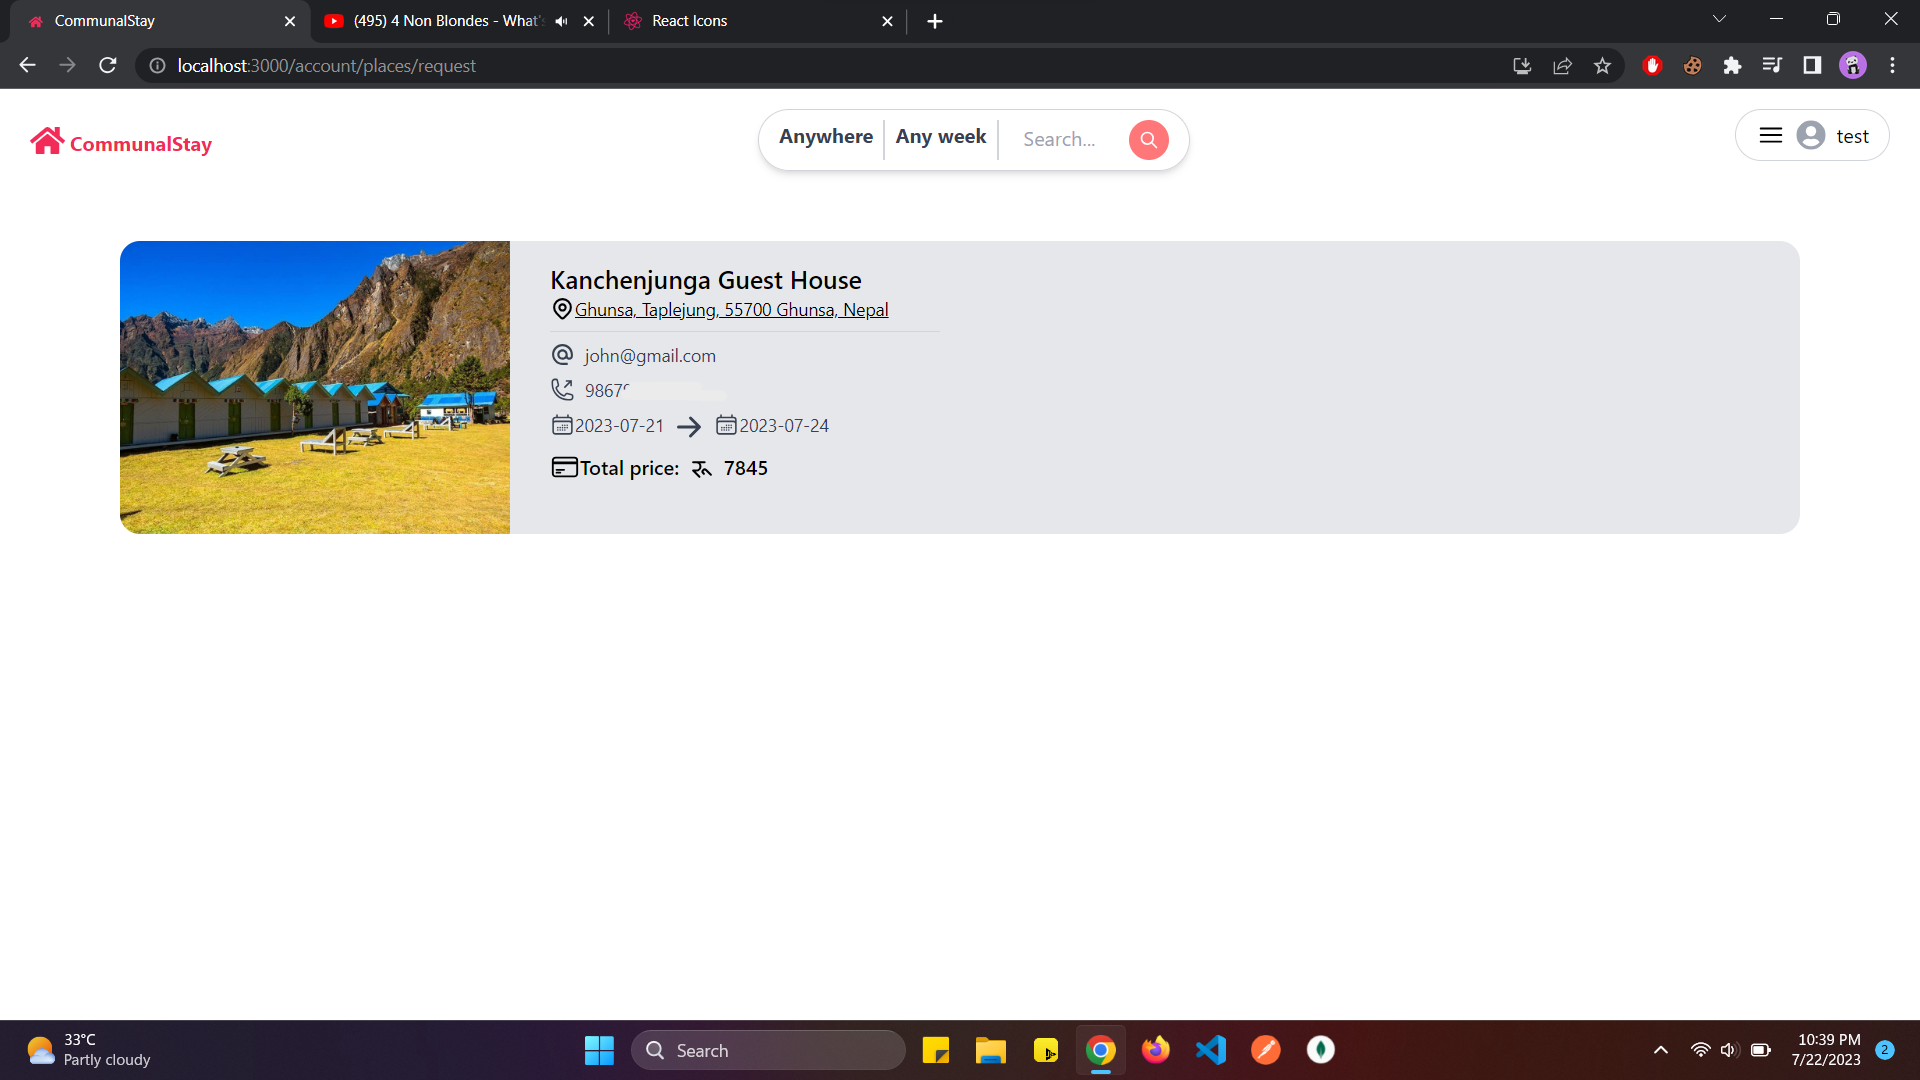 CommunalStay
(495) 4 Non Blondes - What's
React Icons
localhost:3000/account/places/request
CommunalStay
Anywhere
Any week
Search...
test
Kanchenjunga Guest House
Ghunsa, Taplejung, 55700 Ghunsa, Nepal
john@gmail.com
9867
2023-07-21
2023-07-24
Total price: रु 7845
33°C
Partly cloudy
Search
10:39 PM
7/22/2023
2